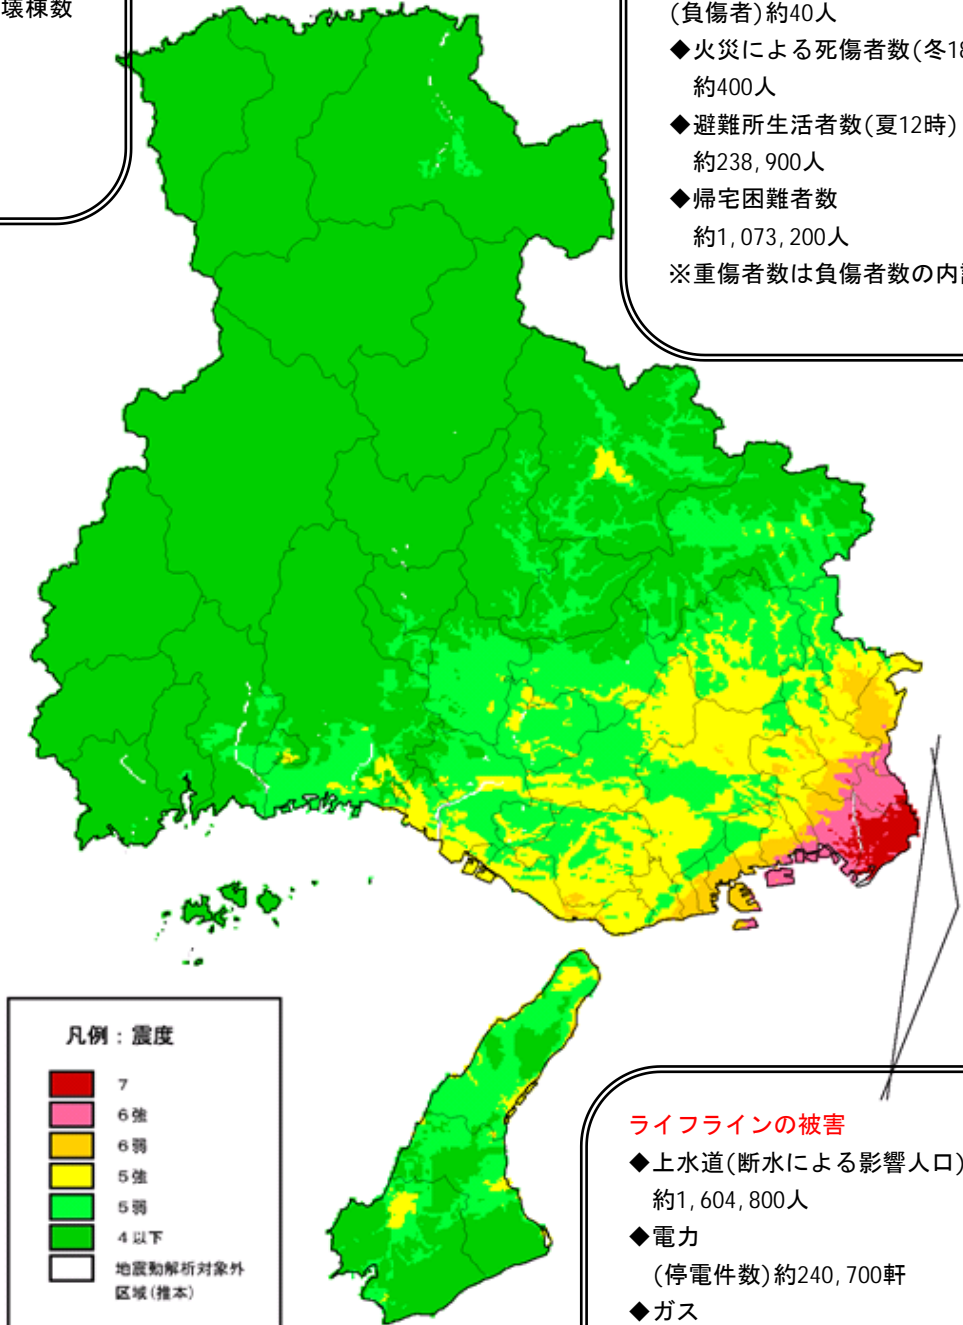 壊棟数
(負傷者)約40人
◆火災による死傷者数(冬18
約400人
◆避難所生活者数(夏12時)
約238,900人
◆帰宅困難者数
約1,073,200人
※重傷者数は負傷者数の内
凡例：震度
7
6強
6弱
5強
5弱
4以下
地震動解析対象外
区域(推本)
ライフラインの被害
◆上水道(断水による影響人口)
約1,604,800人
◆電力
(停電件数)約240,700軒
◆ガス